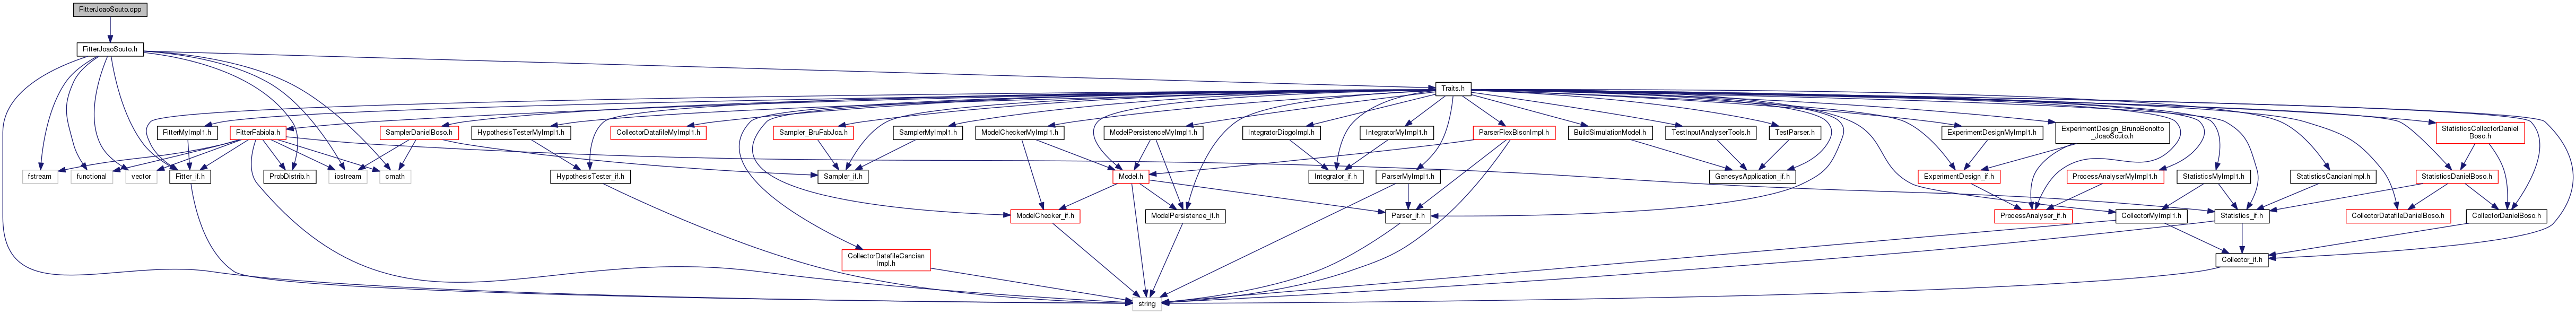 FitterJoaoSouto.cpp
FitterJoaoSouto.h
Traits.h
FitterMyImpl1.h
FitterFabiola.h
SamplerDanielBoso.h
HypothesisTesterMyImpl1.h
CollectorDatafileMyImpl1.h
Sampler_BruFabJoa.h
SamplerMyImpl1.h
ModelCheckerMyImpl1.h
ModelPersistenceMyImpl1.h
IntegratorDiogoImpl.h
IntegratorMyImpl1.h
ParserFlexBisonImpl.h
BuildSimulationModel.h
TestInputAnalyserTools.h
TestParser.h
ExperimentDesignMyImpl1.h
ExperimentDesign_BrunoBonotto
_JoaoSouto.h
StatisticsCollectorDaniel
Boso.h
fstream
functional
vector
Fitter_if.h
ProbDistrib.h
iostream
cmath
HypothesisTester_if.h
Sampler_if.h
Model.h
Integrator_if.h
ParserMyImpl1.h
GenesysApplication_if.h
ExperimentDesign_if.h
ProcessAnalyserMyImpl1.h
StatisticsMyImpl1.h
StatisticsCancianImpl.h
StatisticsDanielBoso.h
ModelChecker_if.h
ModelPersistence_if.h
Parser_if.h
ProcessAnalyser_if.h
CollectorMyImpl1.h
Statistics_if.h
CollectorDatafileDanielBoso.h
CollectorDanielBoso.h
CollectorDatafileCancian
Impl.h
Collector_if.h
string